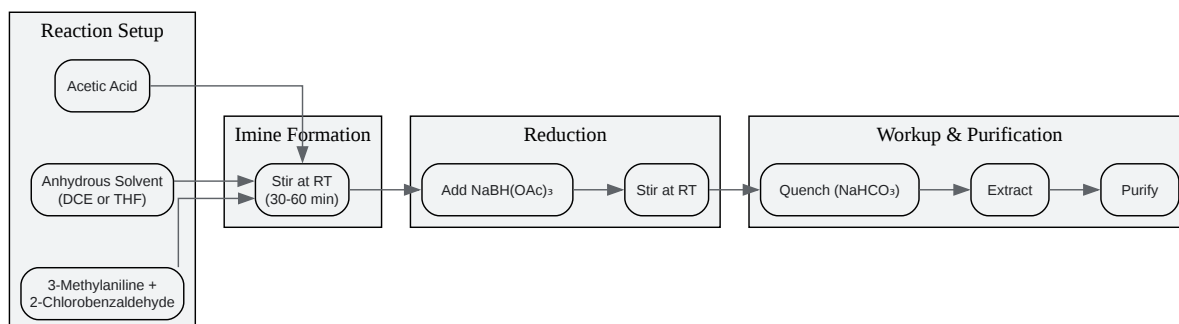 Reaction Setup
Acetic Acid
Anhydrous Solvent
(DCE or THF)
3-Methylaniline +
2-Chlorobenzaldehyde
Imine Formation
Stir at RT
(30-60 min)
Reduction
Add NaBH(OAc)₃
Stir at RT
Workup & Purification
Quench (NaHCO₃)
Extract
Purify